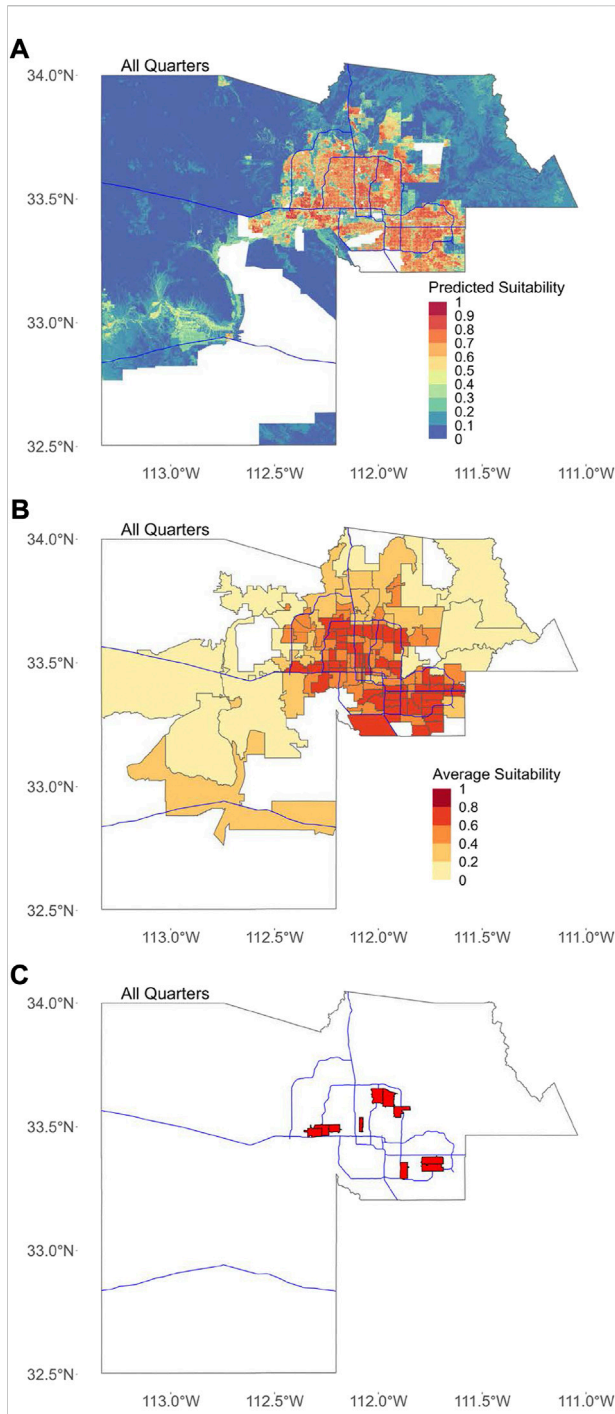 A
All Quarters
34.0°N
33.5°N
33.0°N
32.5°N
Predicted Suitability
1
0.9
0.8
0.7
0.6
0.5
0.4
0.3
0.2
0.1
0
113.0°W 112.5°W 112.0°W 111.5°W 111.0°W
B
All Quarters
34.0°N
33.5°N
33.0°N
32.5°N
Average Suitability
1
0.8
0.6
0.4
0.2
0
113.0°W 112.5°W 112.0°W 111.5°W 111.0°W
C
All Quarters
34.0°N
33.5°N
33.0°N
32.5°N
113.0°W 112.5°W 112.0°W 111.5°W 111.0°W